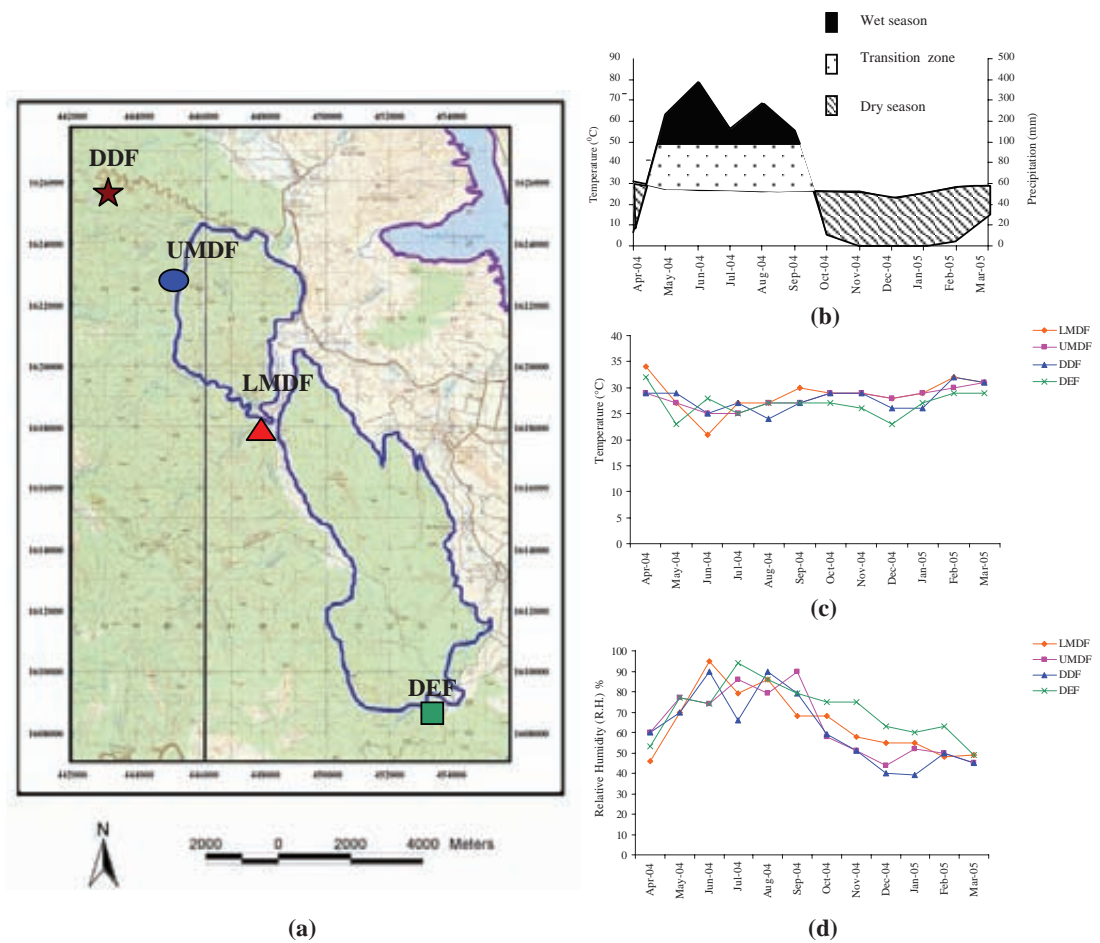 DDF
UMDF
LMDF
DEF
N
2000 0 2000 4000 Meters
(a)
Wet season
Transition zone
Dry season
Temperature (°C)
90
80
70
60
50
40
30
20
10
0
Precipitation (mm)
500
400
300
200
100
80
60
40
20
0
Apr-04
May-04
Jun-04
Jul-04
Aug-04
Sep-04
Oct-04
Nov-04
Dec-04
Jan-05
Feb-05
Mar-05
(b)
LMDF
UMDF
DDF
DEF
Temperature (°C)
40
35
30
25
20
15
10
5
0
Apr-04
May-04
Jun-04
Jul-04
Aug-04
Sep-04
Oct-04
Nov-04
Dec-04
Jan-05
Feb-05
Mar-05
(c)
LMDF
UMDF
DDF
DEF
Relative Humidity (R.H.) %
100
90
80
70
60
50
40
30
20
10
0
Apr-04
May-04
Jun-04
Jul-04
Aug-04
Sep-04
Oct-04
Nov-04
Dec-04
Jan-05
Feb-05
Mar-05
(d)